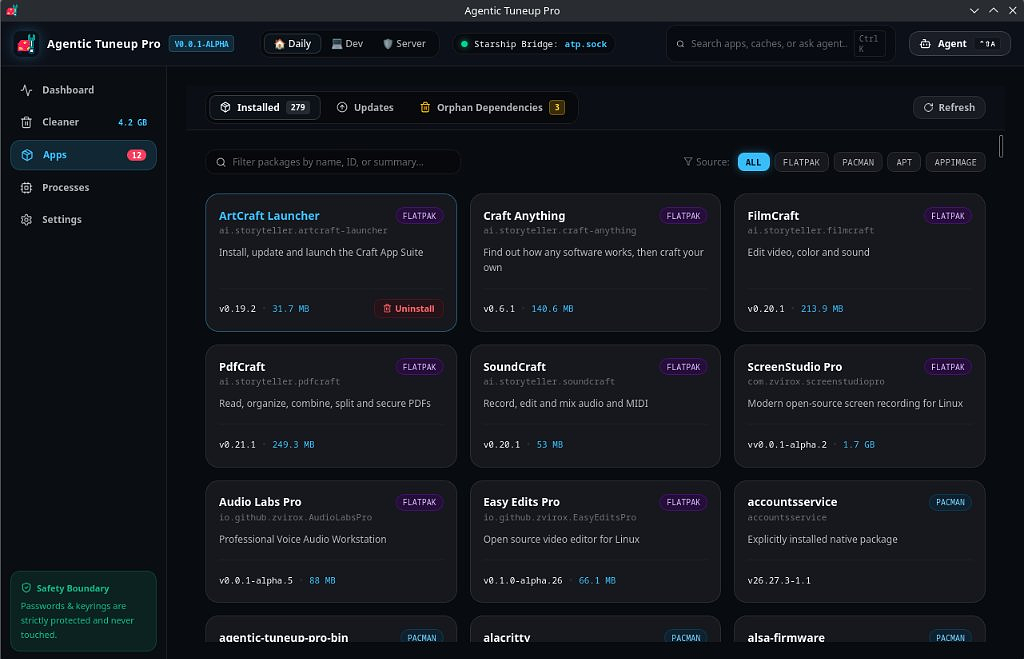 Agentic Tuneup Pro
Agentic Tuneup Pro V0.0.1-ALPHA
Daily Dev Server
Starship Bridge: atp.sock
Search apps, caches, or ask agent..
Ctrl K
Agent ⌃⇧A
Dashboard
Cleaner 4.2 GB
Apps 12
Processes
Settings
Installed 279
Updates
Orphan Dependencies 3
Refresh
Filter packages by name, ID, or summary...
Source: ALL FLATPAK PACMAN APT APPIMAGE
ArtCraft Launcher FLATPAK
ai.storyteller.artcraft-launcher
Install, update and launch the Craft App Suite
v0.19.2 · 31.7 MB
Uninstall
Craft Anything FLATPAK
ai.storyteller.craft-anything
Find out how any software works, then craft your
own
v0.6.1 · 140.6 MB
FilmCraft FLATPAK
ai.storyteller.filmcraft
Edit video, color and sound
v0.20.1 · 213.9 MB
PdfCraft FLATPAK
ai.storyteller.pdfcraft
Read, organize, combine, split and secure PDFs
v0.21.1 · 249.3 MB
SoundCraft FLATPAK
ai.storyteller.soundcraft
Record, edit and mix audio and MIDI
v0.20.1 · 53 MB
ScreenStudio Pro FLATPAK
com.zvirox.screenstudiopro
Modern open-source screen recording for Linux
vv0.0.1-alpha.2 · 1.7 GB
Audio Labs Pro FLATPAK
io.github.zvirox.AudioLabsPro
Professional Voice Audio Workstation
v0.0.1-alpha.5 · 88 MB
Easy Edits Pro FLATPAK
io.github.zvirox.EasyEditsPro
Open source video editor for Linux
v0.1.0-alpha.26 · 66.1 MB
accountsservice PACMAN
accountsservice
Explicitly installed native package
v26.27.3-1.1
agentic-tuneup-pro-bin PACMAN
alacritty PACMAN
alsa-firmware PACMAN
Safety Boundary
Passwords & keyrings are
strictly protected and never
touched.